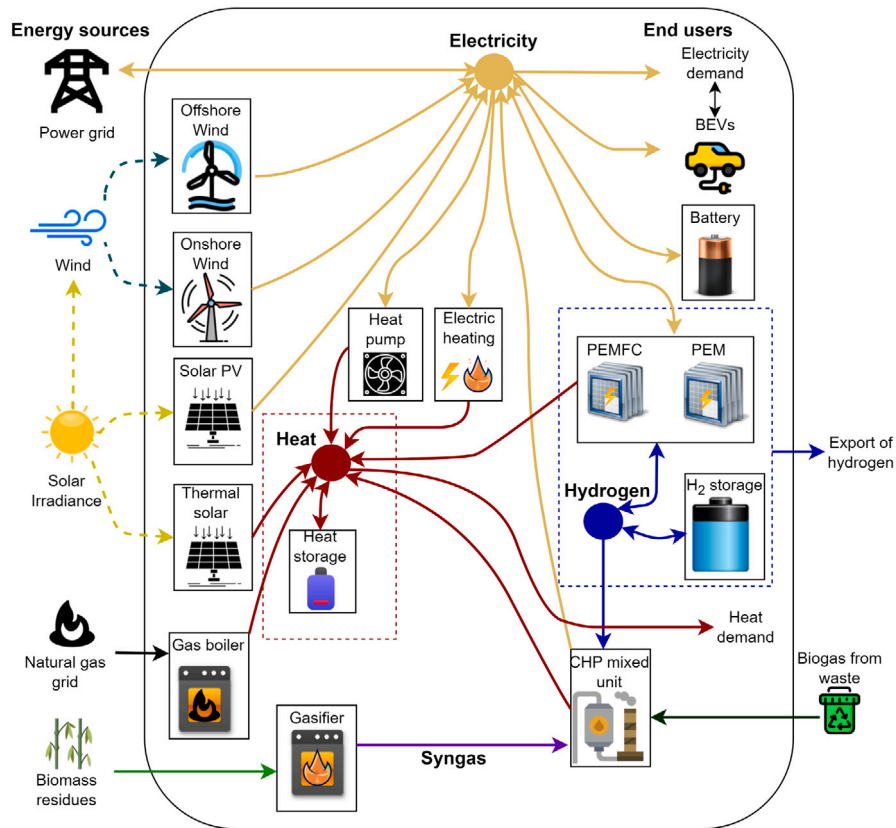 Energy sources
Electricity
End users
Power grid
Offshore
Wind
Electricity
demand
BEVs
Wind
Onshore
Wind
Battery
Heat
pump
Electric
heating
PEMFC
PEM
Solar PV
Solar
Irradiance
Heat
Export of
hydrogen
Thermal
solar
Hydrogen
H₂ storage
Heat
storage
Natural gas
grid
Gas boiler
Heat
demand
CHP mixed
unit
Biogas from
waste
Gasifier
Syngas
Biomass
residues